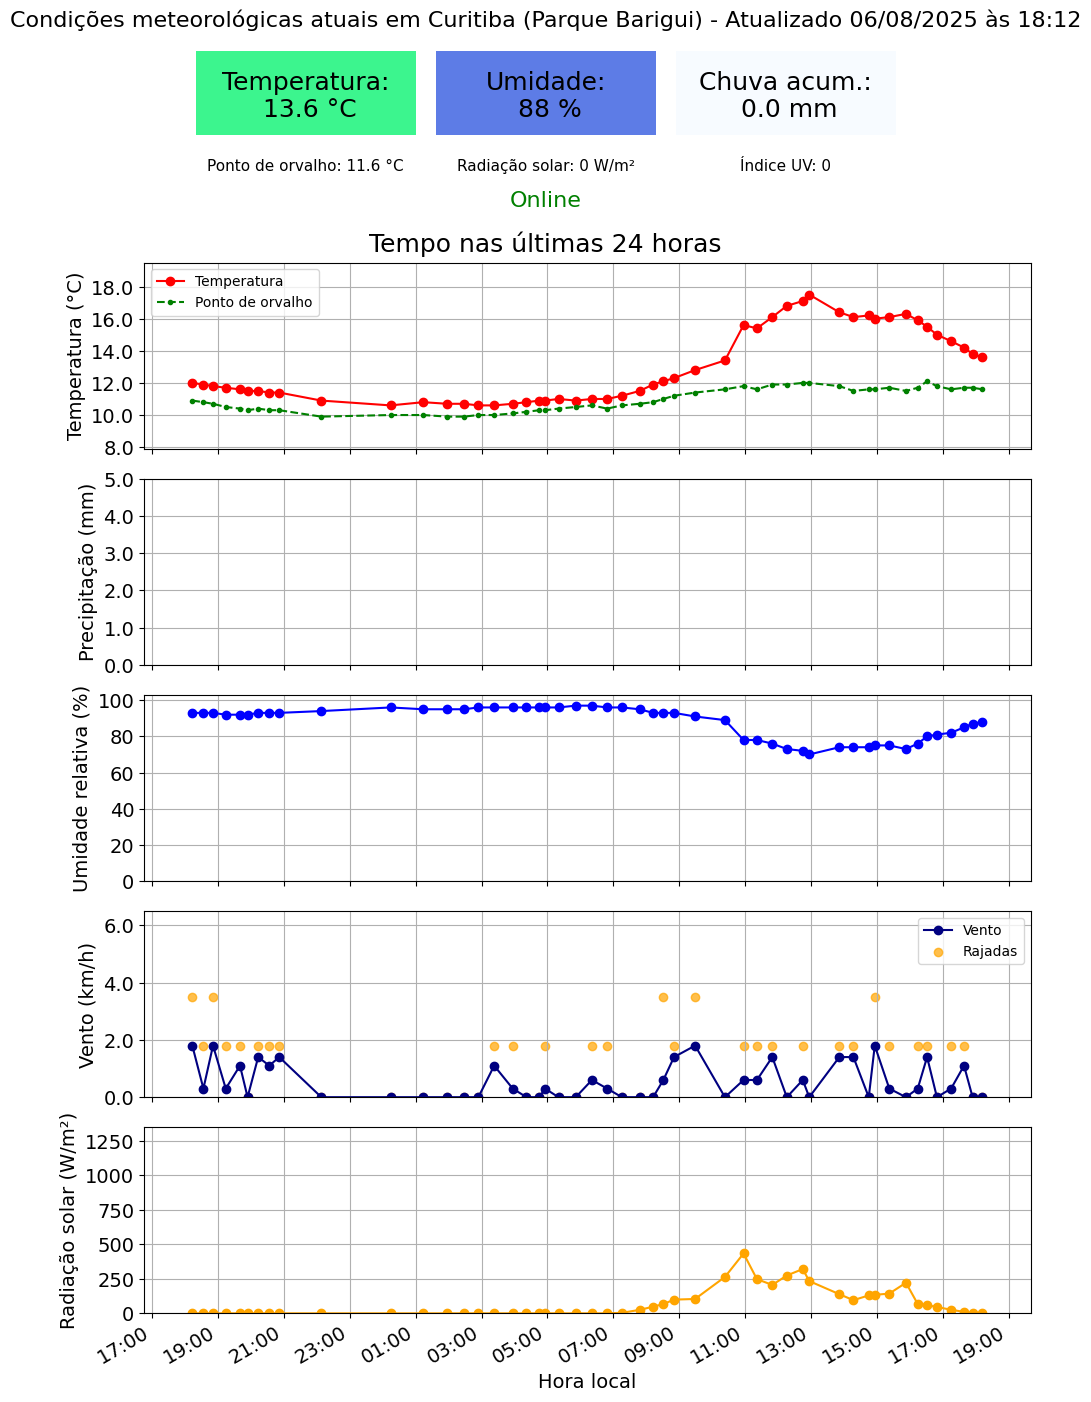 Condições meteorológicas atuais em Curitiba (Parque Barigui) - Atualizado 06/08/2025 às 18:12
Temperatura:
13.6 °C
Umidade:
88 %
Chuva acum.:
0.0 mm
Ponto de orvalho: 11.6 °C
Radiação solar: 0 W/m²
Índice UV: 0
Online
Tempo nas últimas 24 horas
Temperatura (°C)
18.0
16.0
14.0
12.0
10.0
8.0
Temperatura
Ponto de orvalho
Precipitação (mm)
5.0
4.0
3.0
2.0
1.0
0.0
Umidade relativa (%)
100
80
60
40
20
0
Vento (km/h)
6.0
4.0
2.0
0.0
Vento
Rajadas
Radiação solar (W/m²)
1250
1000
750
500
250
0
17:00
19:00
21:00
23:00
01:00
03:00
05:00
07:00
09:00
11:00
13:00
15:00
17:00
19:00
Hora local